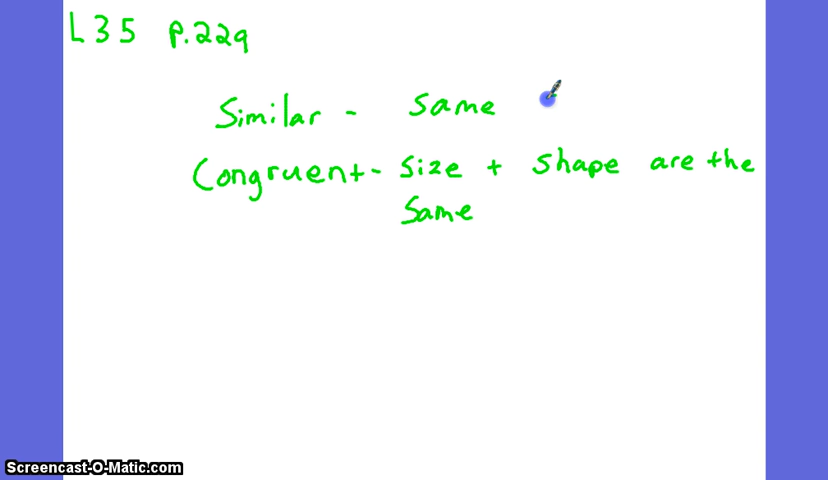 L35 p.229
Similar - same
Congruent - size + shape are the
same
Screencast-O-Matic.com